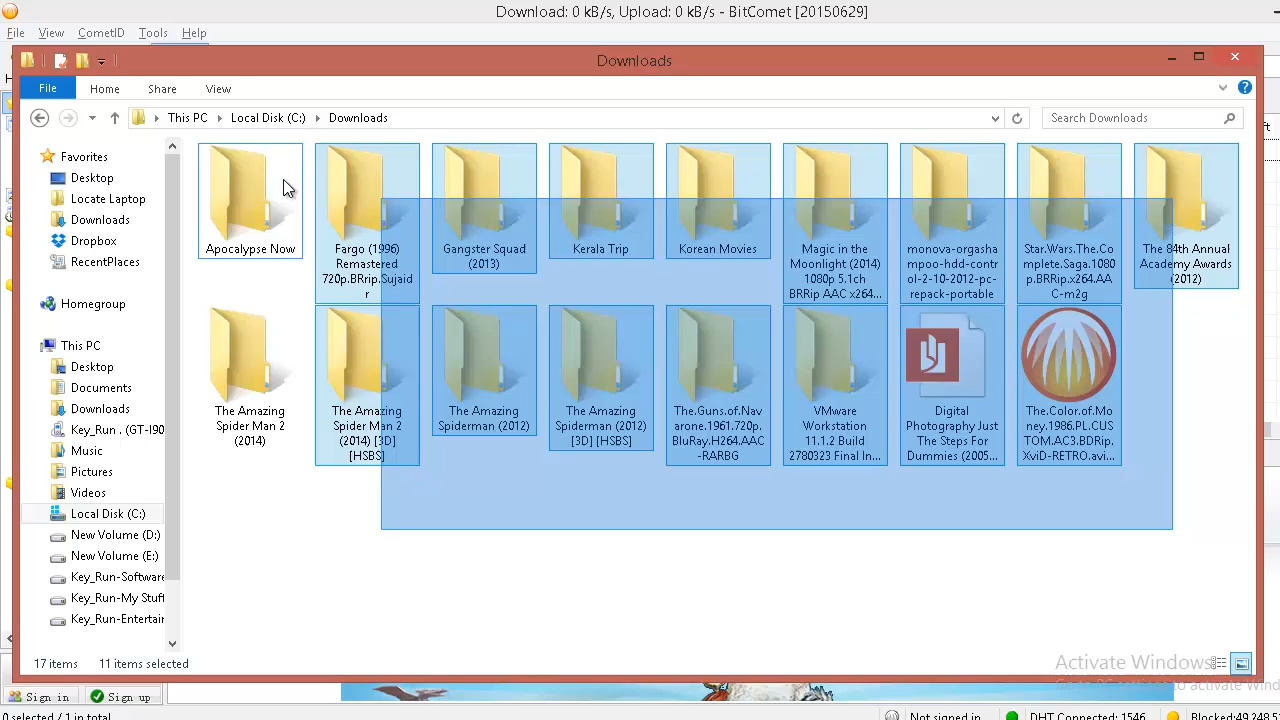 Download: 0 kB/s, Upload: 0 kB/s - BitComet [20150629]
File View CometID Tools Help
Downloads
File Home Share View
This PC Local Disk (C:) Downloads
Search Downloads
Favorites
Desktop
Locate Laptop
Downloads
Dropbox
RecentPlaces
Homegroup
This PC
Desktop
Documents
Downloads
Key_Run . (GT-I90
Music
Pictures
Videos
Local Disk (C:)
New Volume (D:)
New Volume (E:)
Key_Run-Software
Key_Run-My Stuff
Key_Run-Entertain
Apocalypse Now
Fargo (1996)
Remastered
720p.BRrip.Sujaid
r
Gangster Squad
(2013)
Kerala Trip
Korean Movies
Magic in the
Moonlight (2014)
1080p 5.1ch
BRRip AAC x264...
monova-orgasha
mpoo-hdd-contr
ol-2-10-2012-pc-
repack-portable
Star.Wars.The.Co
mplete.Saga.1080
p.BRRip.x264.AA
C-m2g
The 84th Annual
Academy Awards
(2012)
The Amazing
Spider Man 2
(2014)
The Amazing
Spider Man 2
(2014) [3D]
[HSBS]
The Amazing
Spiderman (2012)
The Amazing
Spiderman (2012)
[3D] [HSBS]
The.Guns.of.Nav
arone.1961.720p.
BluRay.H264.AAC
-RARBG
VMware
Workstation
11.1.2 Build
2780323 Final In...
Digital
Photography Just
The Steps For
Dummies (2005...
The.Color.of.Mo
ney.1986.PL.CUS
TOM.AC3.BDRip.
XviD-RETRO.avi...
17 items 11 items selected
Activate Windows
Sign in Sign up
0 selected / 1 in total
Not signed in DHT Connected: 1546